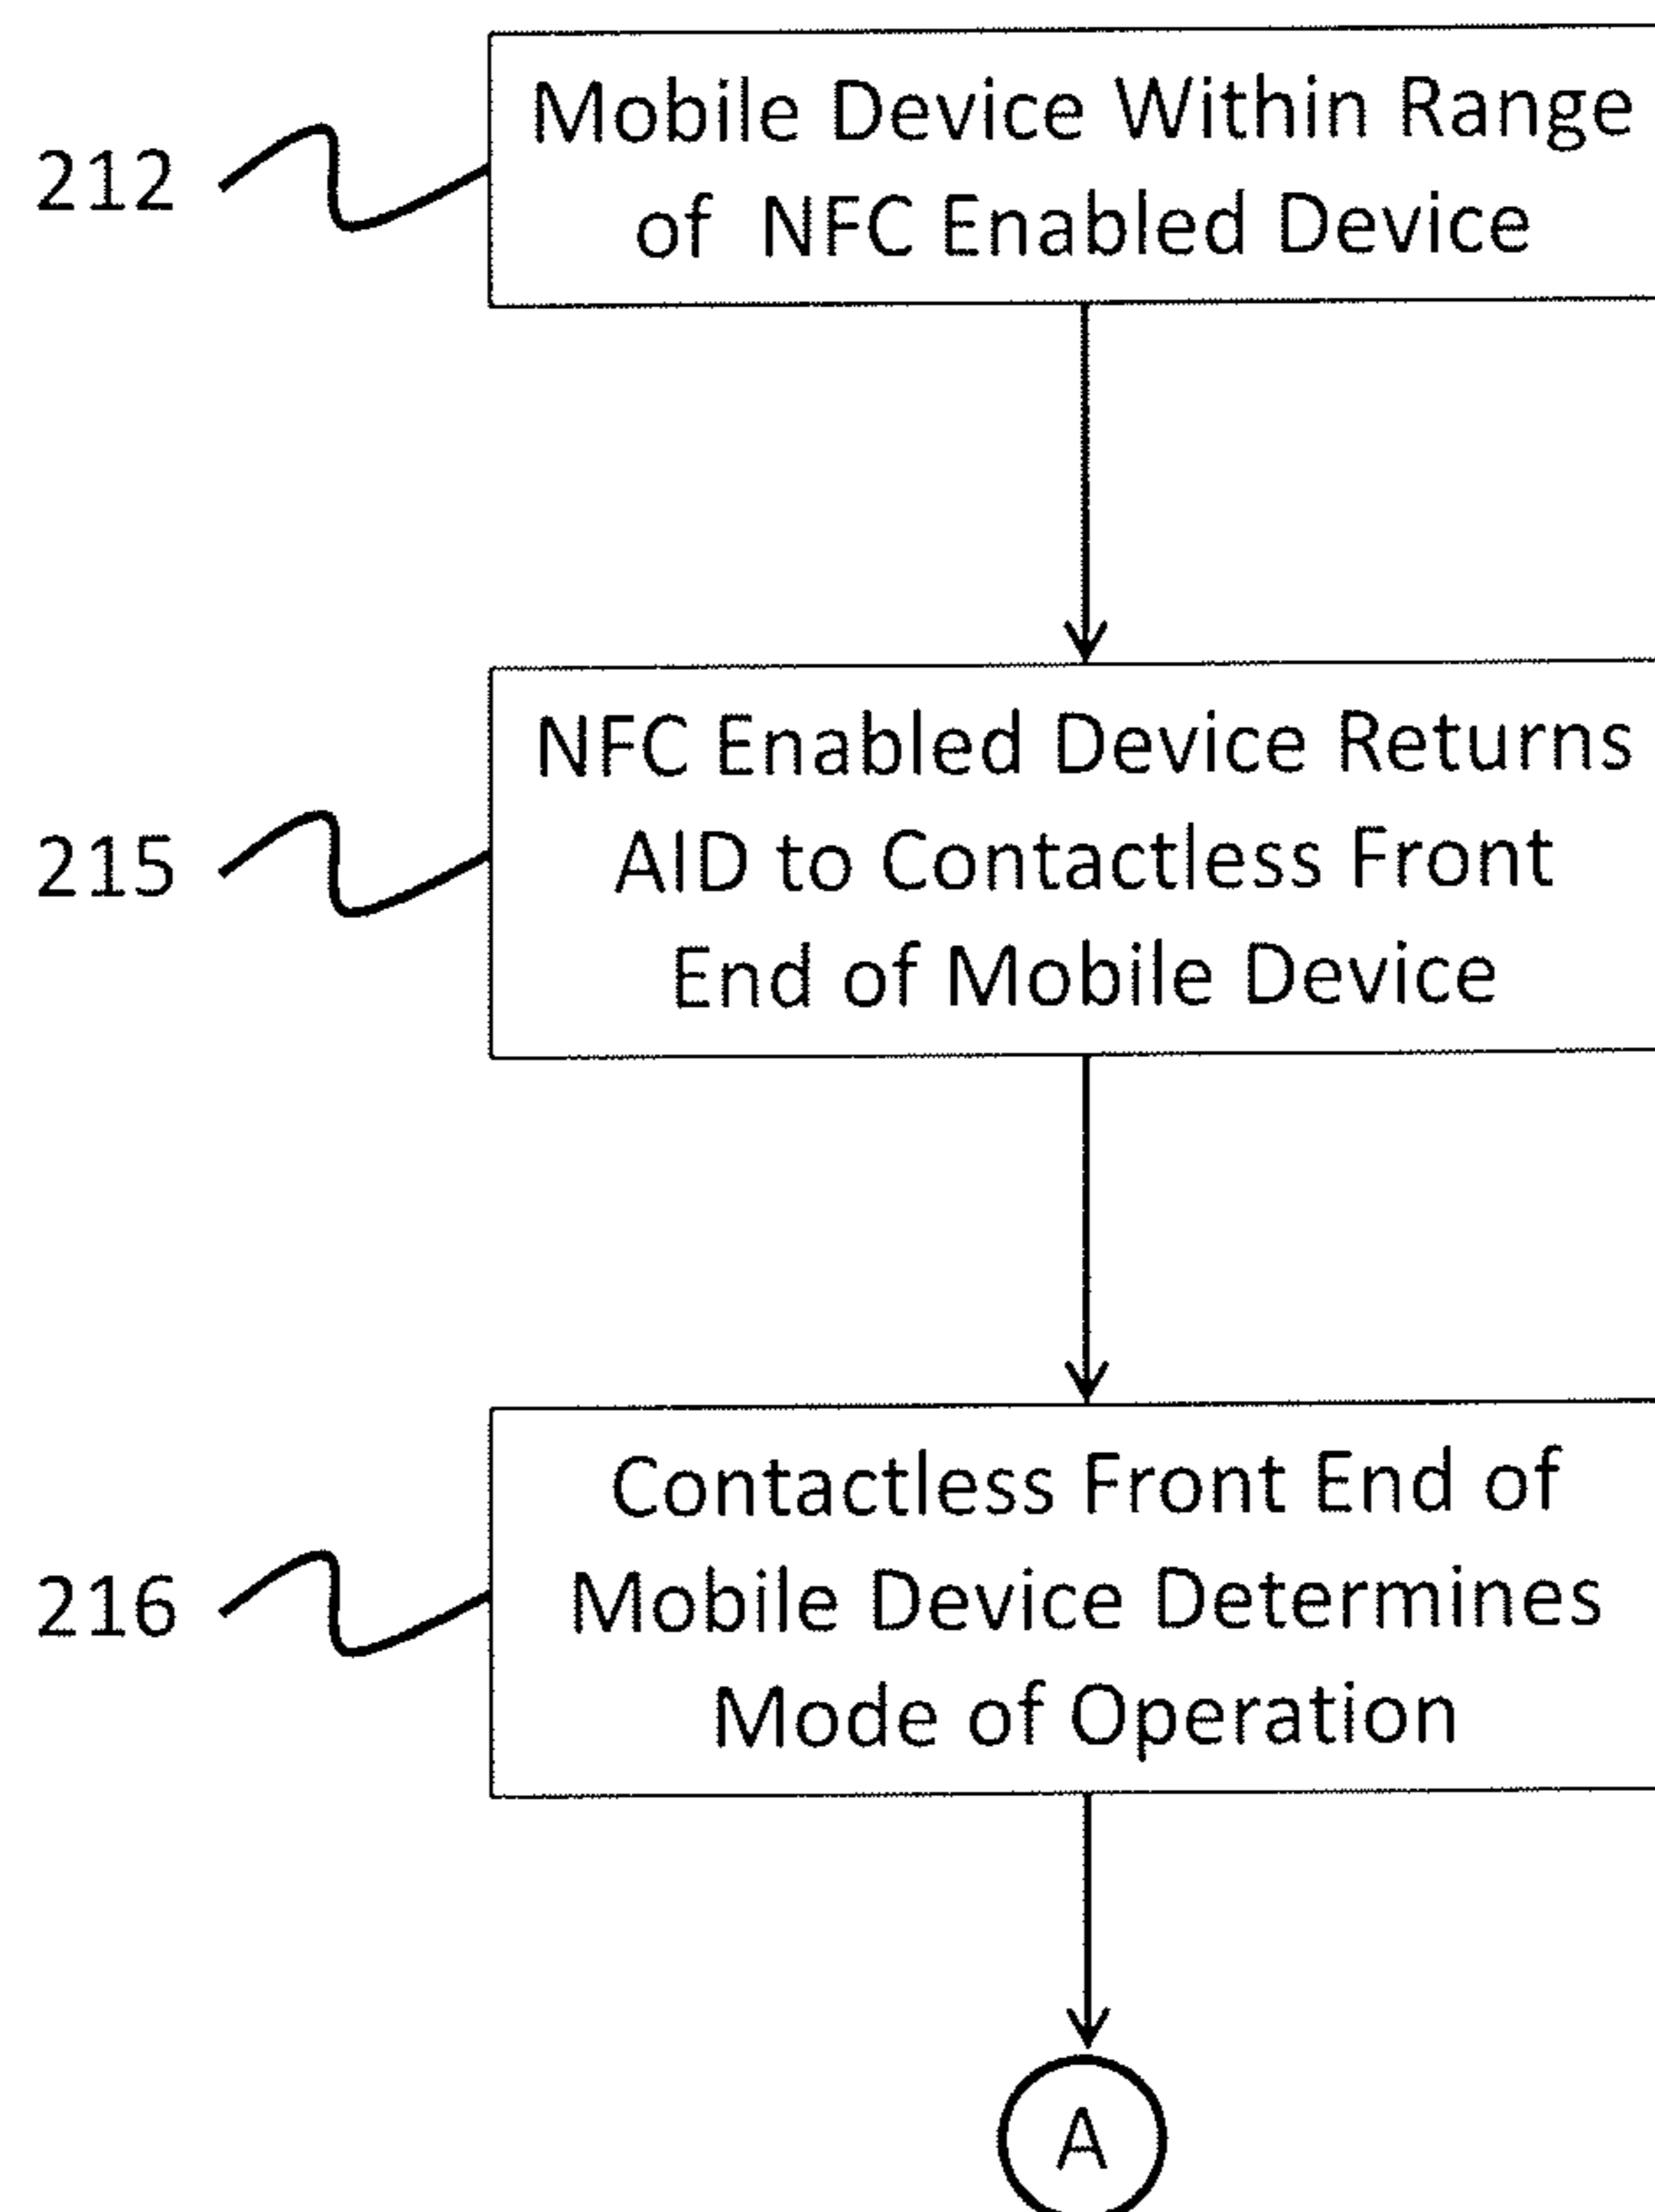 212
Mobile Device Within Range
of NFC Enabled Device
215
NFC Enabled Device Returns
AID to Contactless Front
End of Mobile Device
216
Contactless Front End of
Mobile Device Determines
Mode of Operation
A